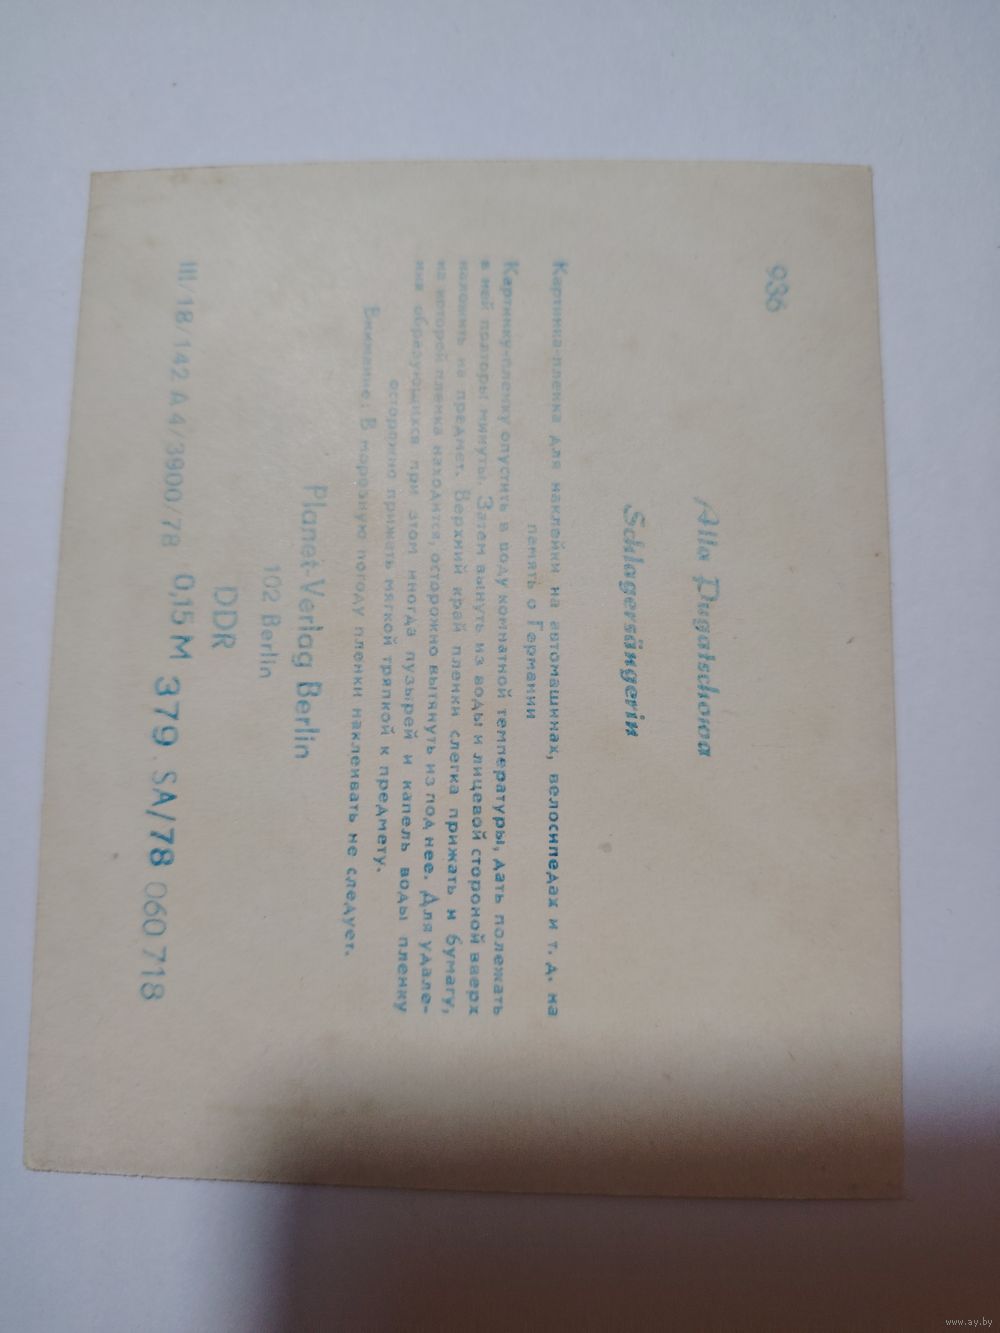 936
Alla Pugatschowa
Schlagersängerin
Картинка-пленка для наклейки на автомашинах, велосипедах и т. д. на
память о Германии
Картинку-пленку опустить в воду комнатной температуры, дать полежать
в ней полторы минуты. Затем вынуть из воды и лицевой стороной вверх
положить на предмет. Верхний край пленки слегка прижать и бумагу,
на которой пленка находится, осторожно вытянуть из под нее. Для удале-
ния образующихся при этом иногда пузырей и капель воды пленку
осторожно прижать мягкой тряпкой к предмету.
Внимание: В морозную погоду пленки наклеивать не следует.
Planet-Verlag Berlin
102 Berlin
DDR
III/18/142 A 4/3900/78 0,15 M 379. SA/78 060 718
www.ay.by